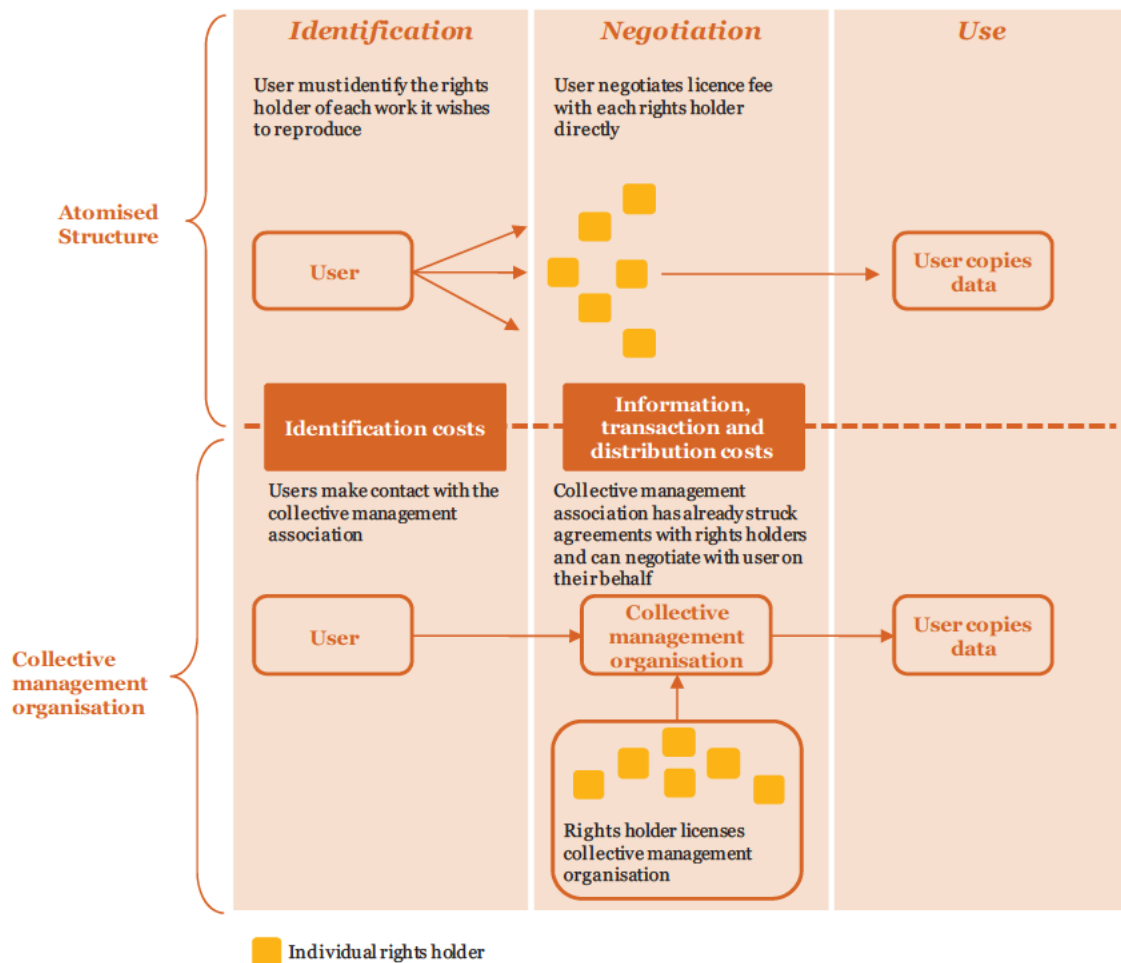 Identification
Negotiation
Use
User must identify the rights
holder of each work it wishes
to reproduce
User negotiates licence fee
with each rights holder
directly
Atomised
Structure
User
User copies
data
Identification costs
Information,
transaction and
distribution costs
Users make contact with the
collective management
association
Collective management
association has already struck
agreements with rights holders
and can negotiate with user on
their behalf
Collective
management
organisation
User
Collective
management
organisation
User copies
data
Rights holder licenses
collective management
organisation
Individual rights holder